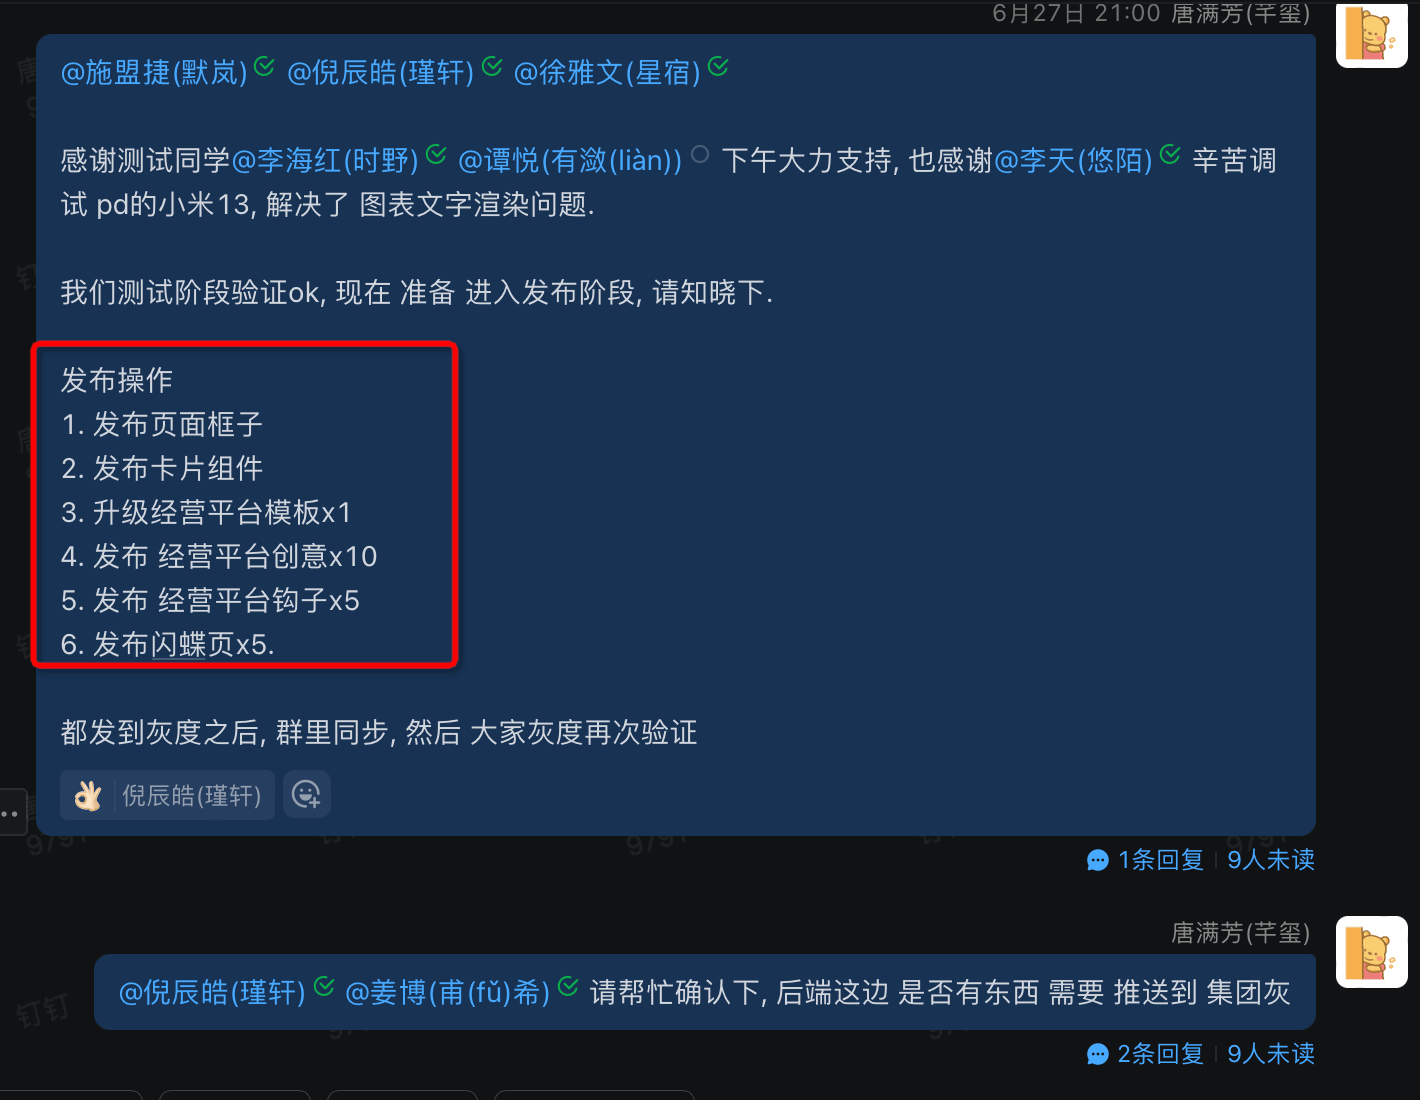 6月27日 21:00 唐满芳(芊玺)
@施盟捷(默岚) @倪辰皓(瑾轩) @徐雅文(星宿)
感谢测试同学@李海红(时野) @谭悦(有潋(liàn)) 下午大力支持, 也感谢@李天(悠陌) 辛苦调
试 pd的小米13, 解决了 图表文字渲染问题.
我们测试阶段验证ok, 现在 准备 进入发布阶段, 请知晓下.
发布操作
1. 发布页面框子
2. 发布卡片组件
3. 升级经营平台模板x1
4. 发布 经营平台创意x10
5. 发布 经营平台钩子x5
6. 发布闪蝶页x5.
都发到灰度之后, 群里同步, 然后 大家灰度再次验证
倪辰皓(瑾轩)
1条回复 9人未读
唐满芳(芊玺)
@倪辰皓(瑾轩) @姜博(甫(fǔ)希) 请帮忙确认下, 后端这边 是否有东西 需要 推送到 集团灰
钉钉
2条回复 9人未读